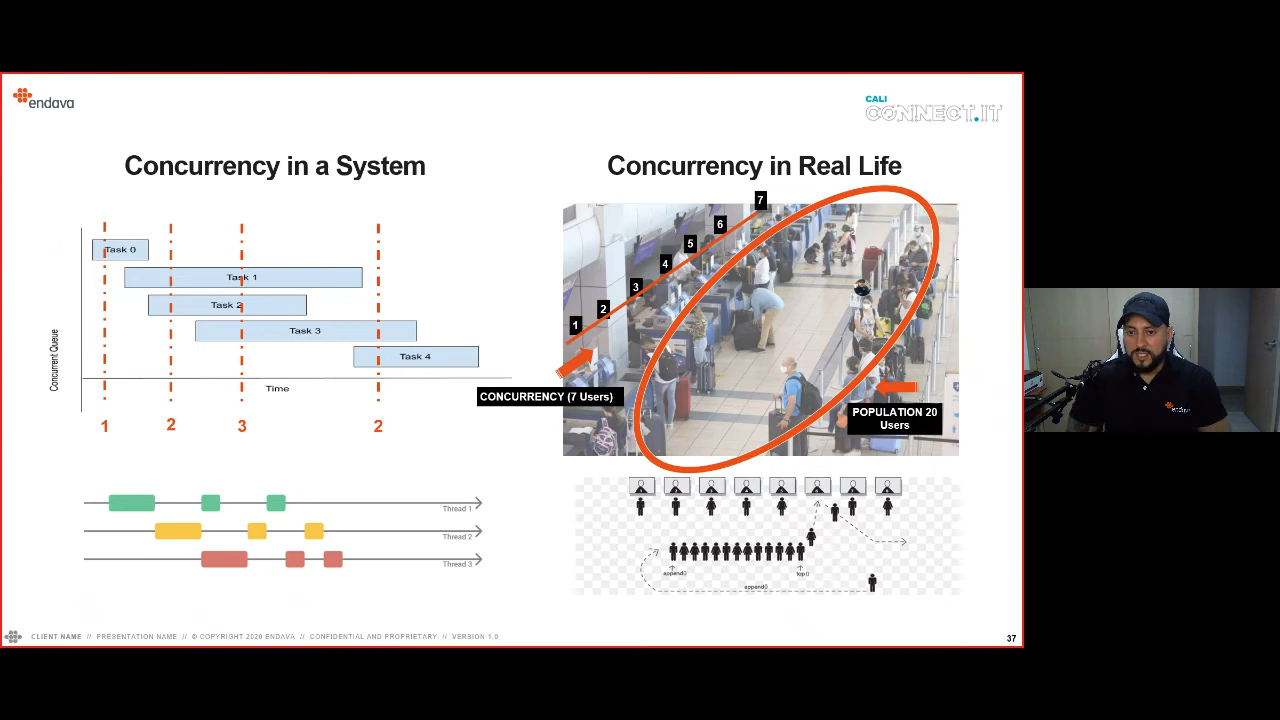 endava
CALI
CONNECT.IT
Concurrency in a System
Concurrency in Real Life
Task 0
Task 1
Task 2
Task 3
Task 4
Concurrent Queue
Time
1
2
3
2
1
2
3
4
5
6
7
CONCURRENCY (7 Users)
POPULATION 20
Users
Thread 1
Thread 2
Thread 3
append()
top()
append()
CLIENT NAME // PRESENTATION NAME // © COPYRIGHT 2020 ENDAVA // CONFIDENTIAL AND PROPRIETARY // VERSION 1.0
37
endava